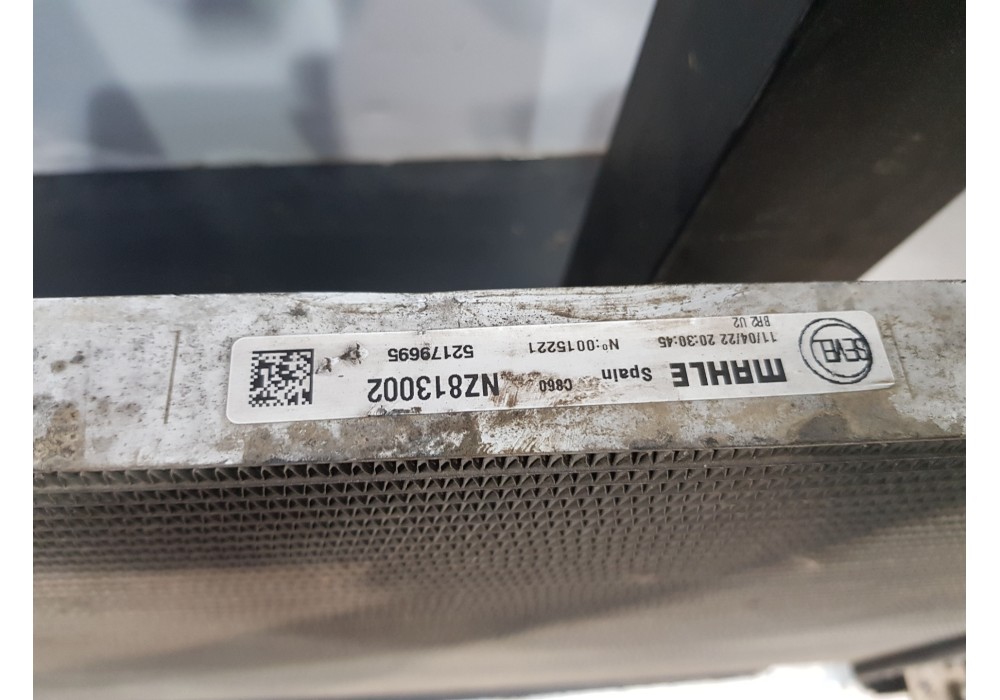 SEVEL
MAHLE Spain C860 NZ813002
11/04/22 20:30:45 Nº:0015221 52179695
BR2 U2